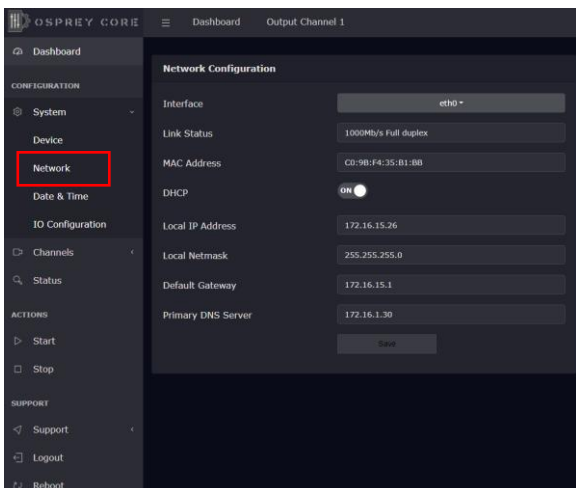 OSPREY CORE
Dashboard Output Channel 1
Dashboard
CONFIGURATION
System
Device
Network
Date & Time
IO Configuration
Channels
Status
ACTIONS
Start
Stop
SUPPORT
Support
Logout
Reboot
Network Configuration
Interface eth0
Link Status 1000Mb/s Full duplex
MAC Address C0:9B:F4:35:B1:BB
DHCP ON
Local IP Address 172.16.15.26
Local Netmask 255.255.255.0
Default Gateway 172.16.15.1
Primary DNS Server 172.16.1.30
Save